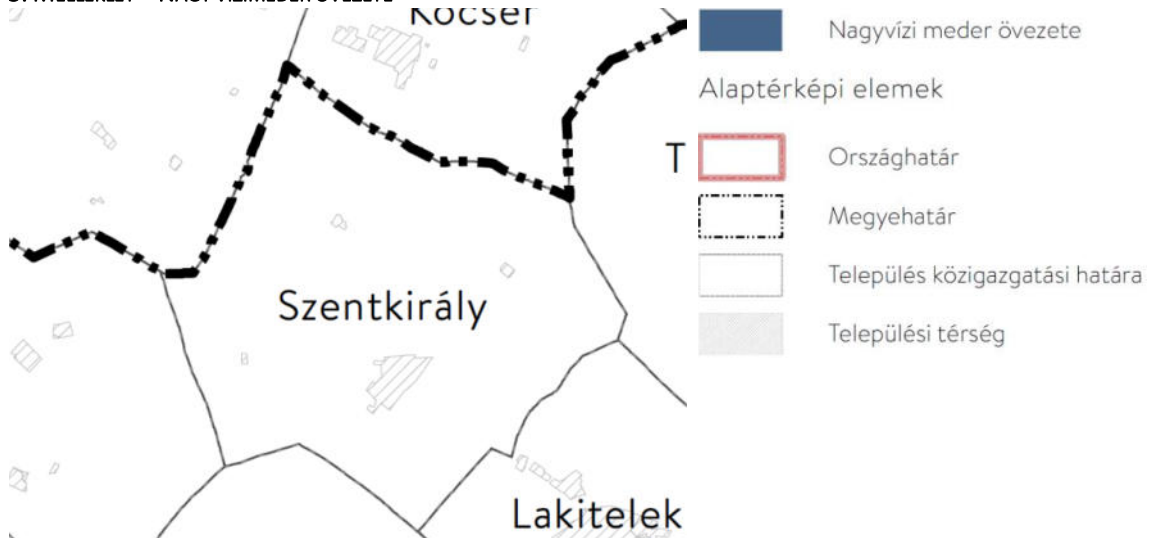 Kocsér
Nagyvízi meder övezete
Alaptérképi elemek
T
Országhatár
Megyehatár
Szentkirály
Település közigazgatási határa
Települési térség
Lakitelek